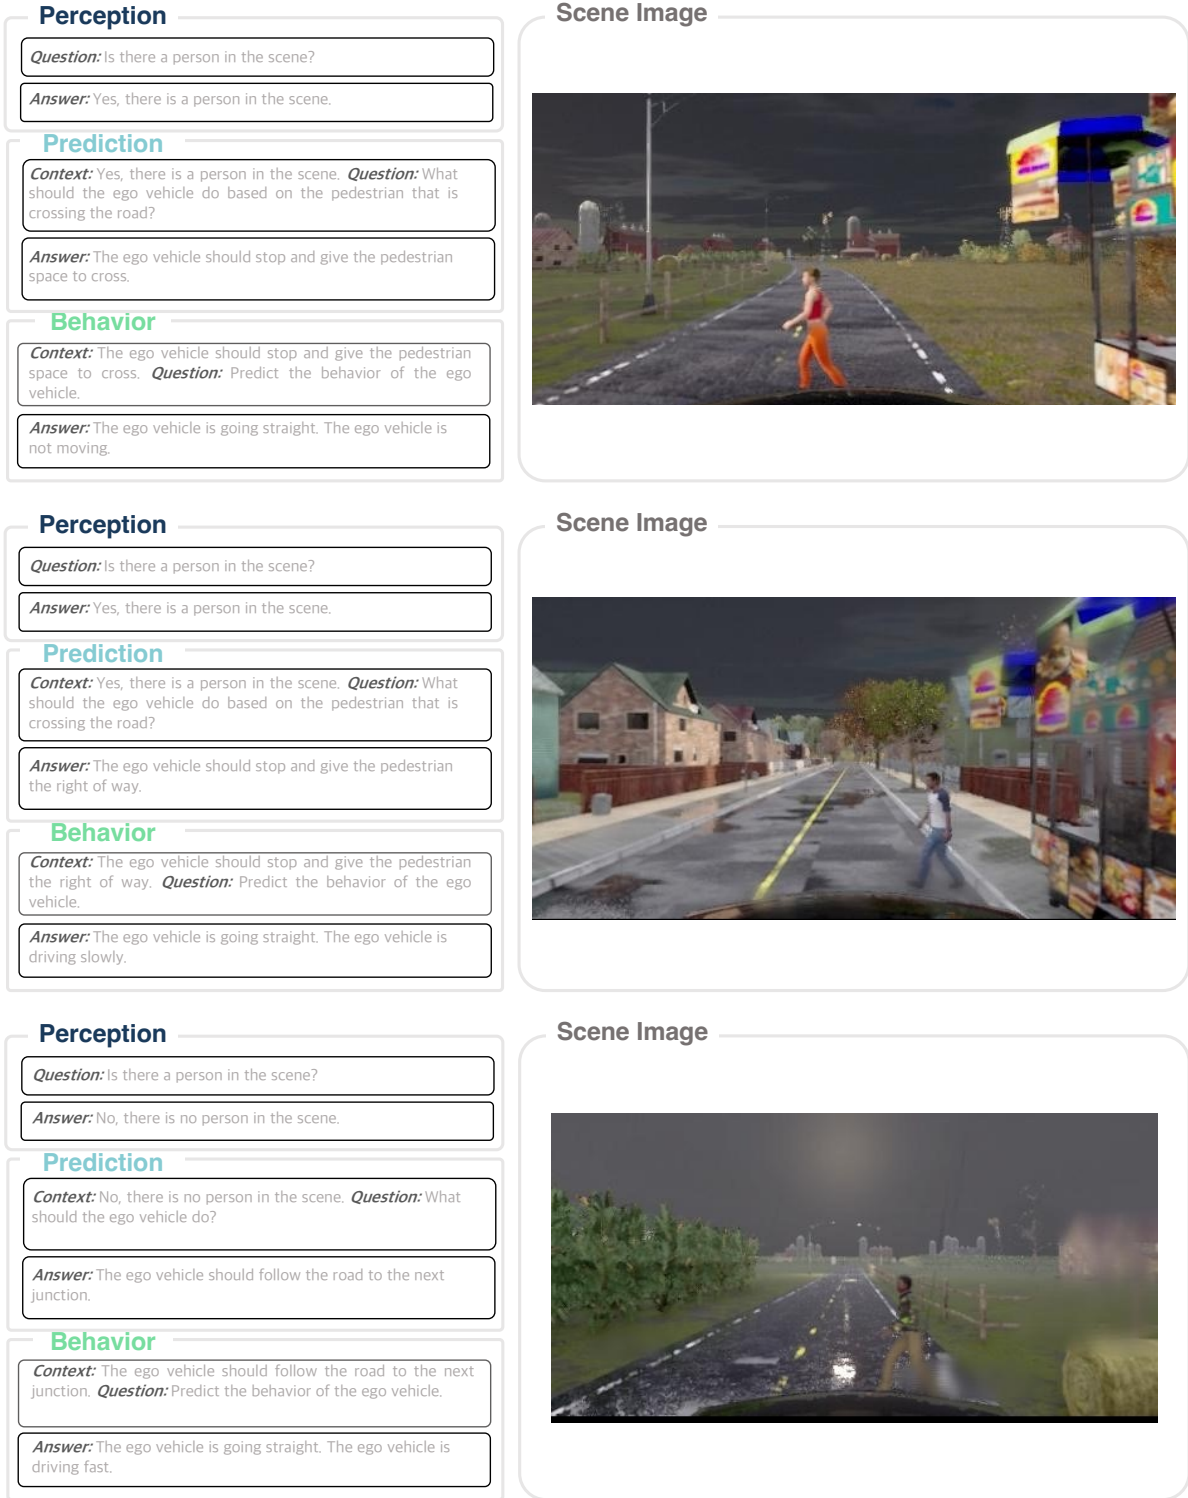 Perception
Question: Is there a person in the scene?
Answer: Yes, there is a person in the scene.
Prediction
Context: Yes, there is a person in the scene. Question: What
should the ego vehicle do based on the pedestrian that is
crossing the road?
Answer: The ego vehicle should stop and give the pedestrian
space to cross.
Behavior
Context: The ego vehicle should stop and give the pedestrian
space to cross. Question: Predict the behavior of the ego
vehicle.
Answer: The ego vehicle is going straight. The ego vehicle is
not moving.
Scene Image
Perception
Question: Is there a person in the scene?
Answer: Yes, there is a person in the scene.
Prediction
Context: Yes, there is a person in the scene. Question: What
should the ego vehicle do based on the pedestrian that is
crossing the road?
Answer: The ego vehicle should stop and give the pedestrian
the right of way.
Behavior
Context: The ego vehicle should stop and give the pedestrian
the right of way. Question: Predict the behavior of the ego
vehicle.
Answer: The ego vehicle is going straight. The ego vehicle is
driving slowly.
Scene Image
Perception
Question: Is there a person in the scene?
Answer: No, there is no person in the scene.
Prediction
Context: No, there is no person in the scene. Question: What
should the ego vehicle do?
Answer: The ego vehicle should follow the road to the next
junction.
Behavior
Context: The ego vehicle should follow the road to the next
junction. Question: Predict the behavior of the ego vehicle.
Answer: The ego vehicle is going straight. The ego vehicle is
driving fast.
Scene Image